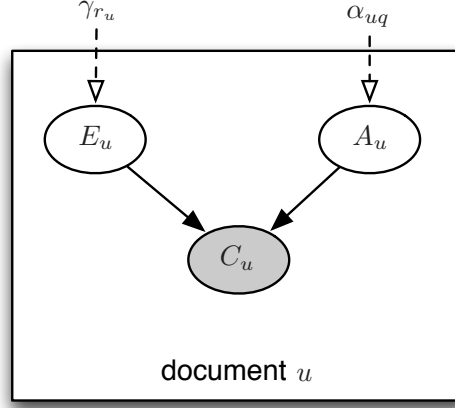 γ_{r_u} α_{uq}
E_u A_u
C_u
document u